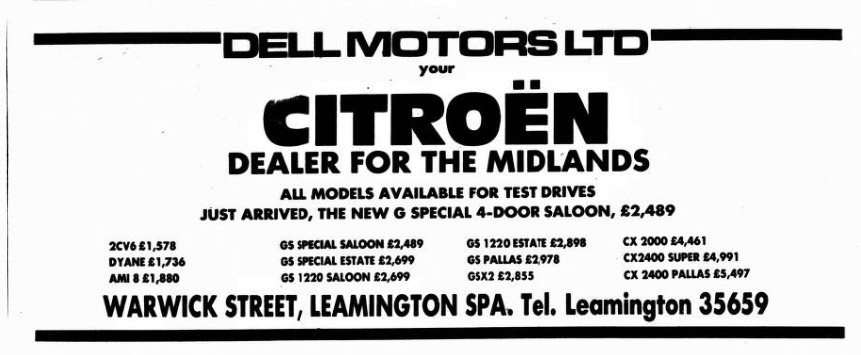 DELL MOTORS LTD
your
CITROËN
DEALER FOR THE MIDLANDS
ALL MODELS AVAILABLE FOR TEST DRIVES
JUST ARRIVED, THE NEW G SPECIAL 4-DOOR SALOON, £2,489
2CV6 £1,578
DYANE £1,736
AMI 8 £1,880
GS SPECIAL SALOON £2,489
GS SPECIAL ESTATE £2,699
GS 1220 SALOON £2,699
GS 1220 ESTATE £2,898
GS PALLAS £2,978
GSX2 £2,855
CX 2000 £4,461
CX2400 SUPER £4,991
CX 2400 PALLAS £5,497
WARWICK STREET, LEAMINGTON SPA. Tel. Leamington 35659